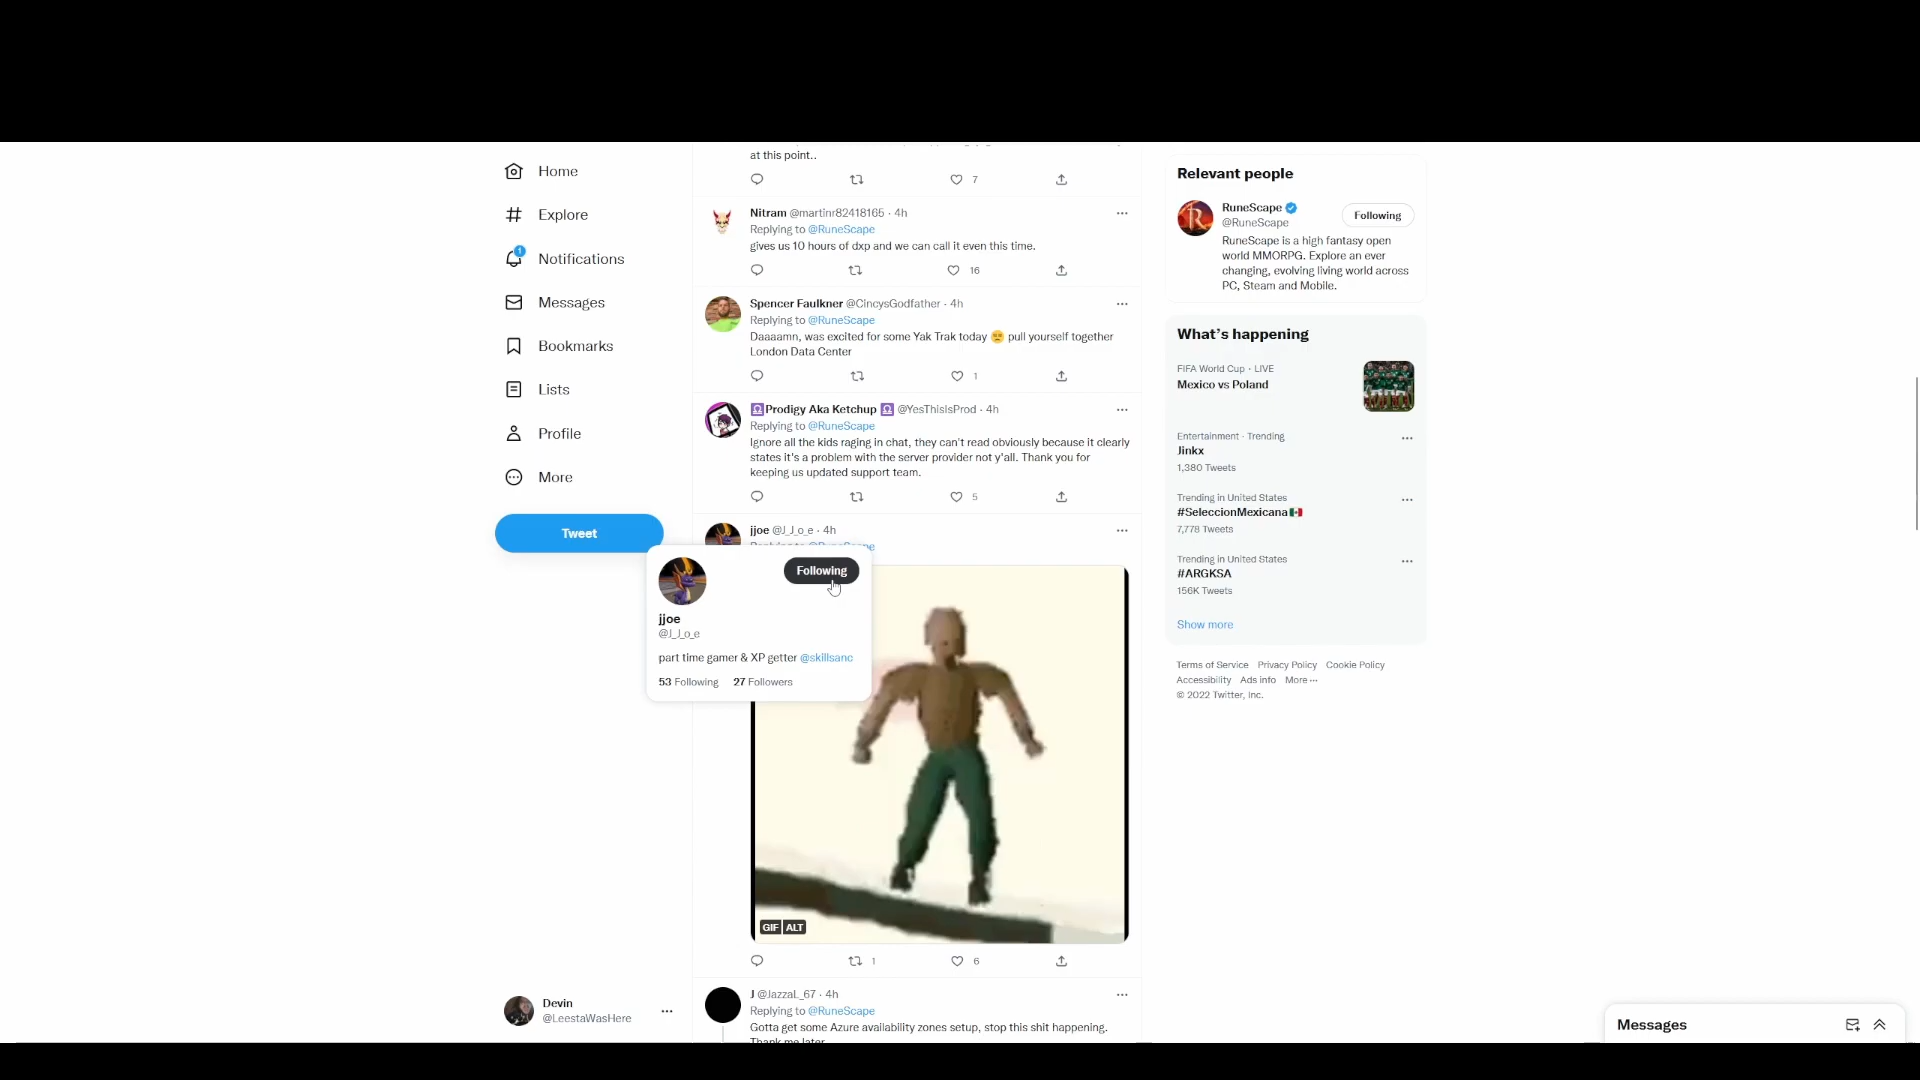 Home
Explore
1
Notifications
Messages
Bookmarks
Lists
Profile
More
Tweet
Devin
@LeestaWasHere
at this point..
7
Nitram @martinr82418165 · 4h
Replying to @RuneScape
gives us 10 hours of dxp and we can call it even this time.
16
Spencer Faulkner @CincysGodfather · 4h
Replying to @RuneScape
Daaaamn, was excited for some Yak Trak today 😒 pull yourself together
London Data Center
1
♎Prodigy Aka Ketchup ♎ @YesThisIsProd · 4h
Replying to @RuneScape
Ignore all the kids raging in chat, they can't read obviously because it clearly
states it's a problem with the server provider not y'all. Thank you for
keeping us updated support team.
5
jjoe @J_J_o_e · 4h
Replying to @RuneScape
Following
jjoe
@J_J_o_e
part time gamer & XP getter @skillsanc
53 Following 27 Followers
GIF ALT
1
6
J @JazzaL_67 · 4h
Replying to @RuneScape
Gotta get some Azure availability zones setup, stop this shit happening.
Thank me later
Relevant people
RuneScape
@RuneScape
Following
RuneScape is a high fantasy open
world MMORPG. Explore an ever
changing, evolving living world across
PC, Steam and Mobile.
What's happening
FIFA World Cup · LIVE
Mexico vs Poland
Entertainment · Trending
Jinkx
1,380 Tweets
Trending in United States
#SeleccionMexicana🇲🇽
7,778 Tweets
Trending in United States
#ARGKSA
156K Tweets
Show more
Terms of Service Privacy Policy Cookie Policy
Accessibility Ads info More ···
© 2022 Twitter, Inc.
Messages